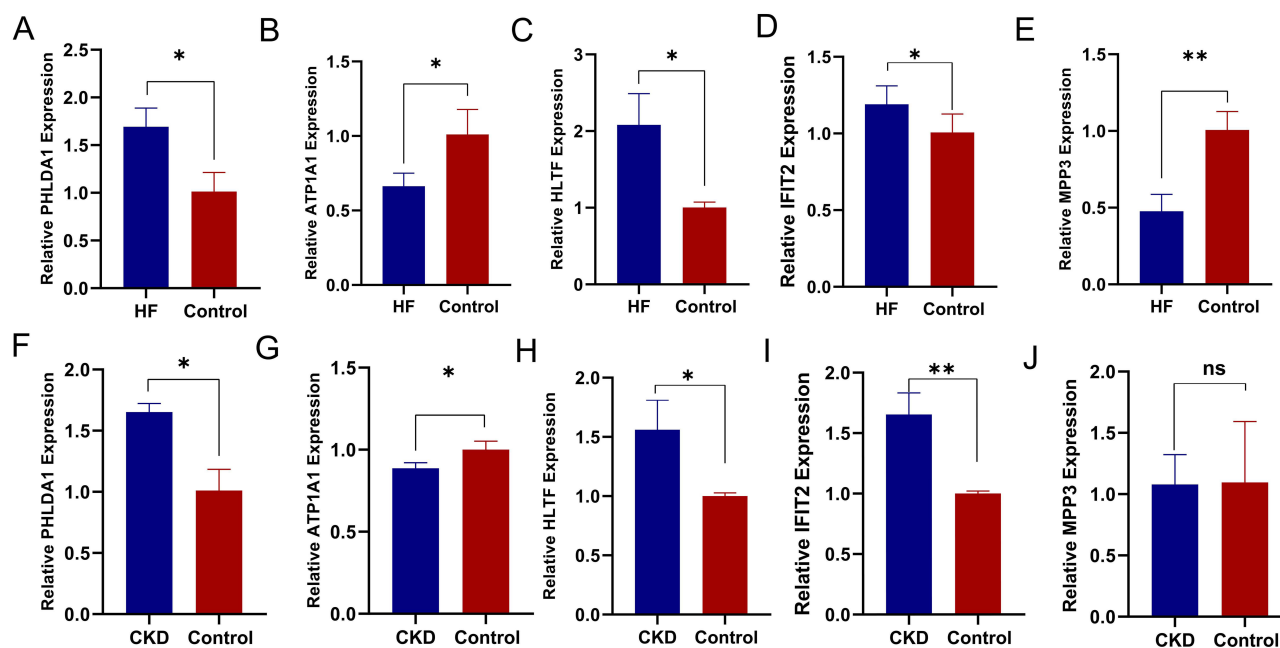 A
Relative PHLDA1 Expression
2.5
2.0
1.5
1.0
0.5
0.0
*
HF Control
B
Relative ATP1A1 Expression
1.5
1.0
0.5
0.0
*
HF Control
C
Relative HLTF Expression
3
2
1
0
*
HF Control
D
Relative IFIT2 Expression
1.5
1.0
0.5
0.0
*
HF Control
E
Relative MPP3 Expression
1.5
1.0
0.5
0.0
**
HF Control
F
Relative PHLDA1 Expression
2.0
1.5
1.0
0.5
0.0
*
CKD Control
G
Relative ATP1A1 Expression
1.5
1.0
0.5
0.0
*
CKD Control
H
Relative HLTF Expression
2.0
1.5
1.0
0.5
0.0
*
CKD Control
I
Relative IFIT2 Expression
2.0
1.5
1.0
0.5
0.0
**
CKD Control
J
Relative MPP3 Expression
2.0
1.5
1.0
0.5
0.0
ns
CKD Control